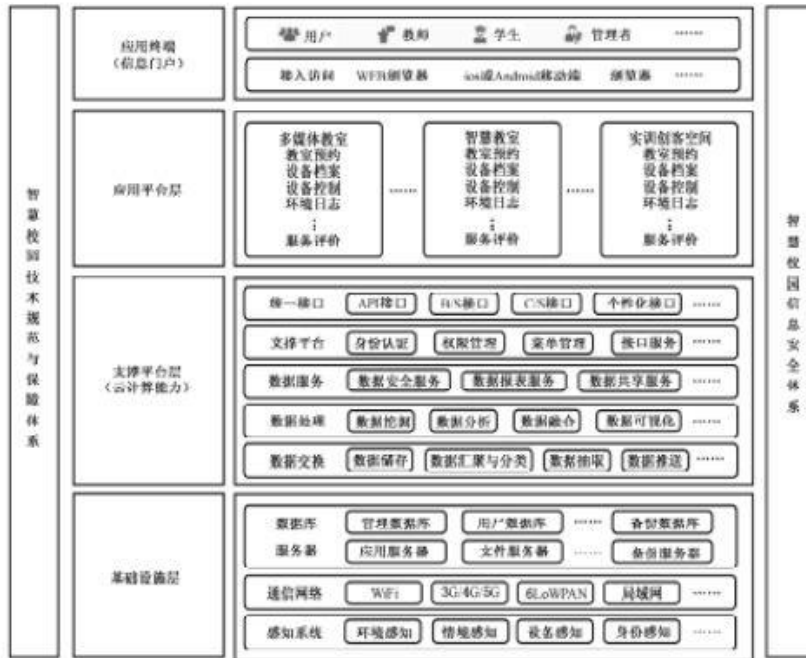 智慧校园技术规范与保障体系
应用终端
（信息门户）
用户 教师 学生 管理者 ……
接入访问 WEB浏览器 ios或Android移动端 浏览器 ……
应用平台层
多媒体教室
教室预约
设备档案
设备控制
环境日志
⋮
服务评价
……
智慧教室
教室预约
设备档案
设备控制
环境日志
⋮
服务评价
……
实训创客空间
教室预约
设备档案
设备控制
环境日志
⋮
服务评价
支撑平台层
（云计算能力）
统一接口 API接口 B/S接口 C/S接口 个性化接口 ……
支撑平台 身份认证 权限管理 菜单管理 接口服务 ……
数据服务 数据安全服务 数据报表服务 数据共享服务 ……
数据处理 数据挖掘 数据分析 数据融合 数据可视化 ……
数据交换 数据储存 数据汇聚与分类 数据抽取 数据推送 ……
基础设施层
数据库 管理数据库 用户数据库 …… 备份数据库
服务器 应用服务器 文件服务器 …… 备份服务器
通信网络 WiFi 3G/4G/5G 6LoWPAN 局域网 ……
感知系统 环境感知 情境感知 设备感知 身份感知 ……
智慧校园信息安全体系